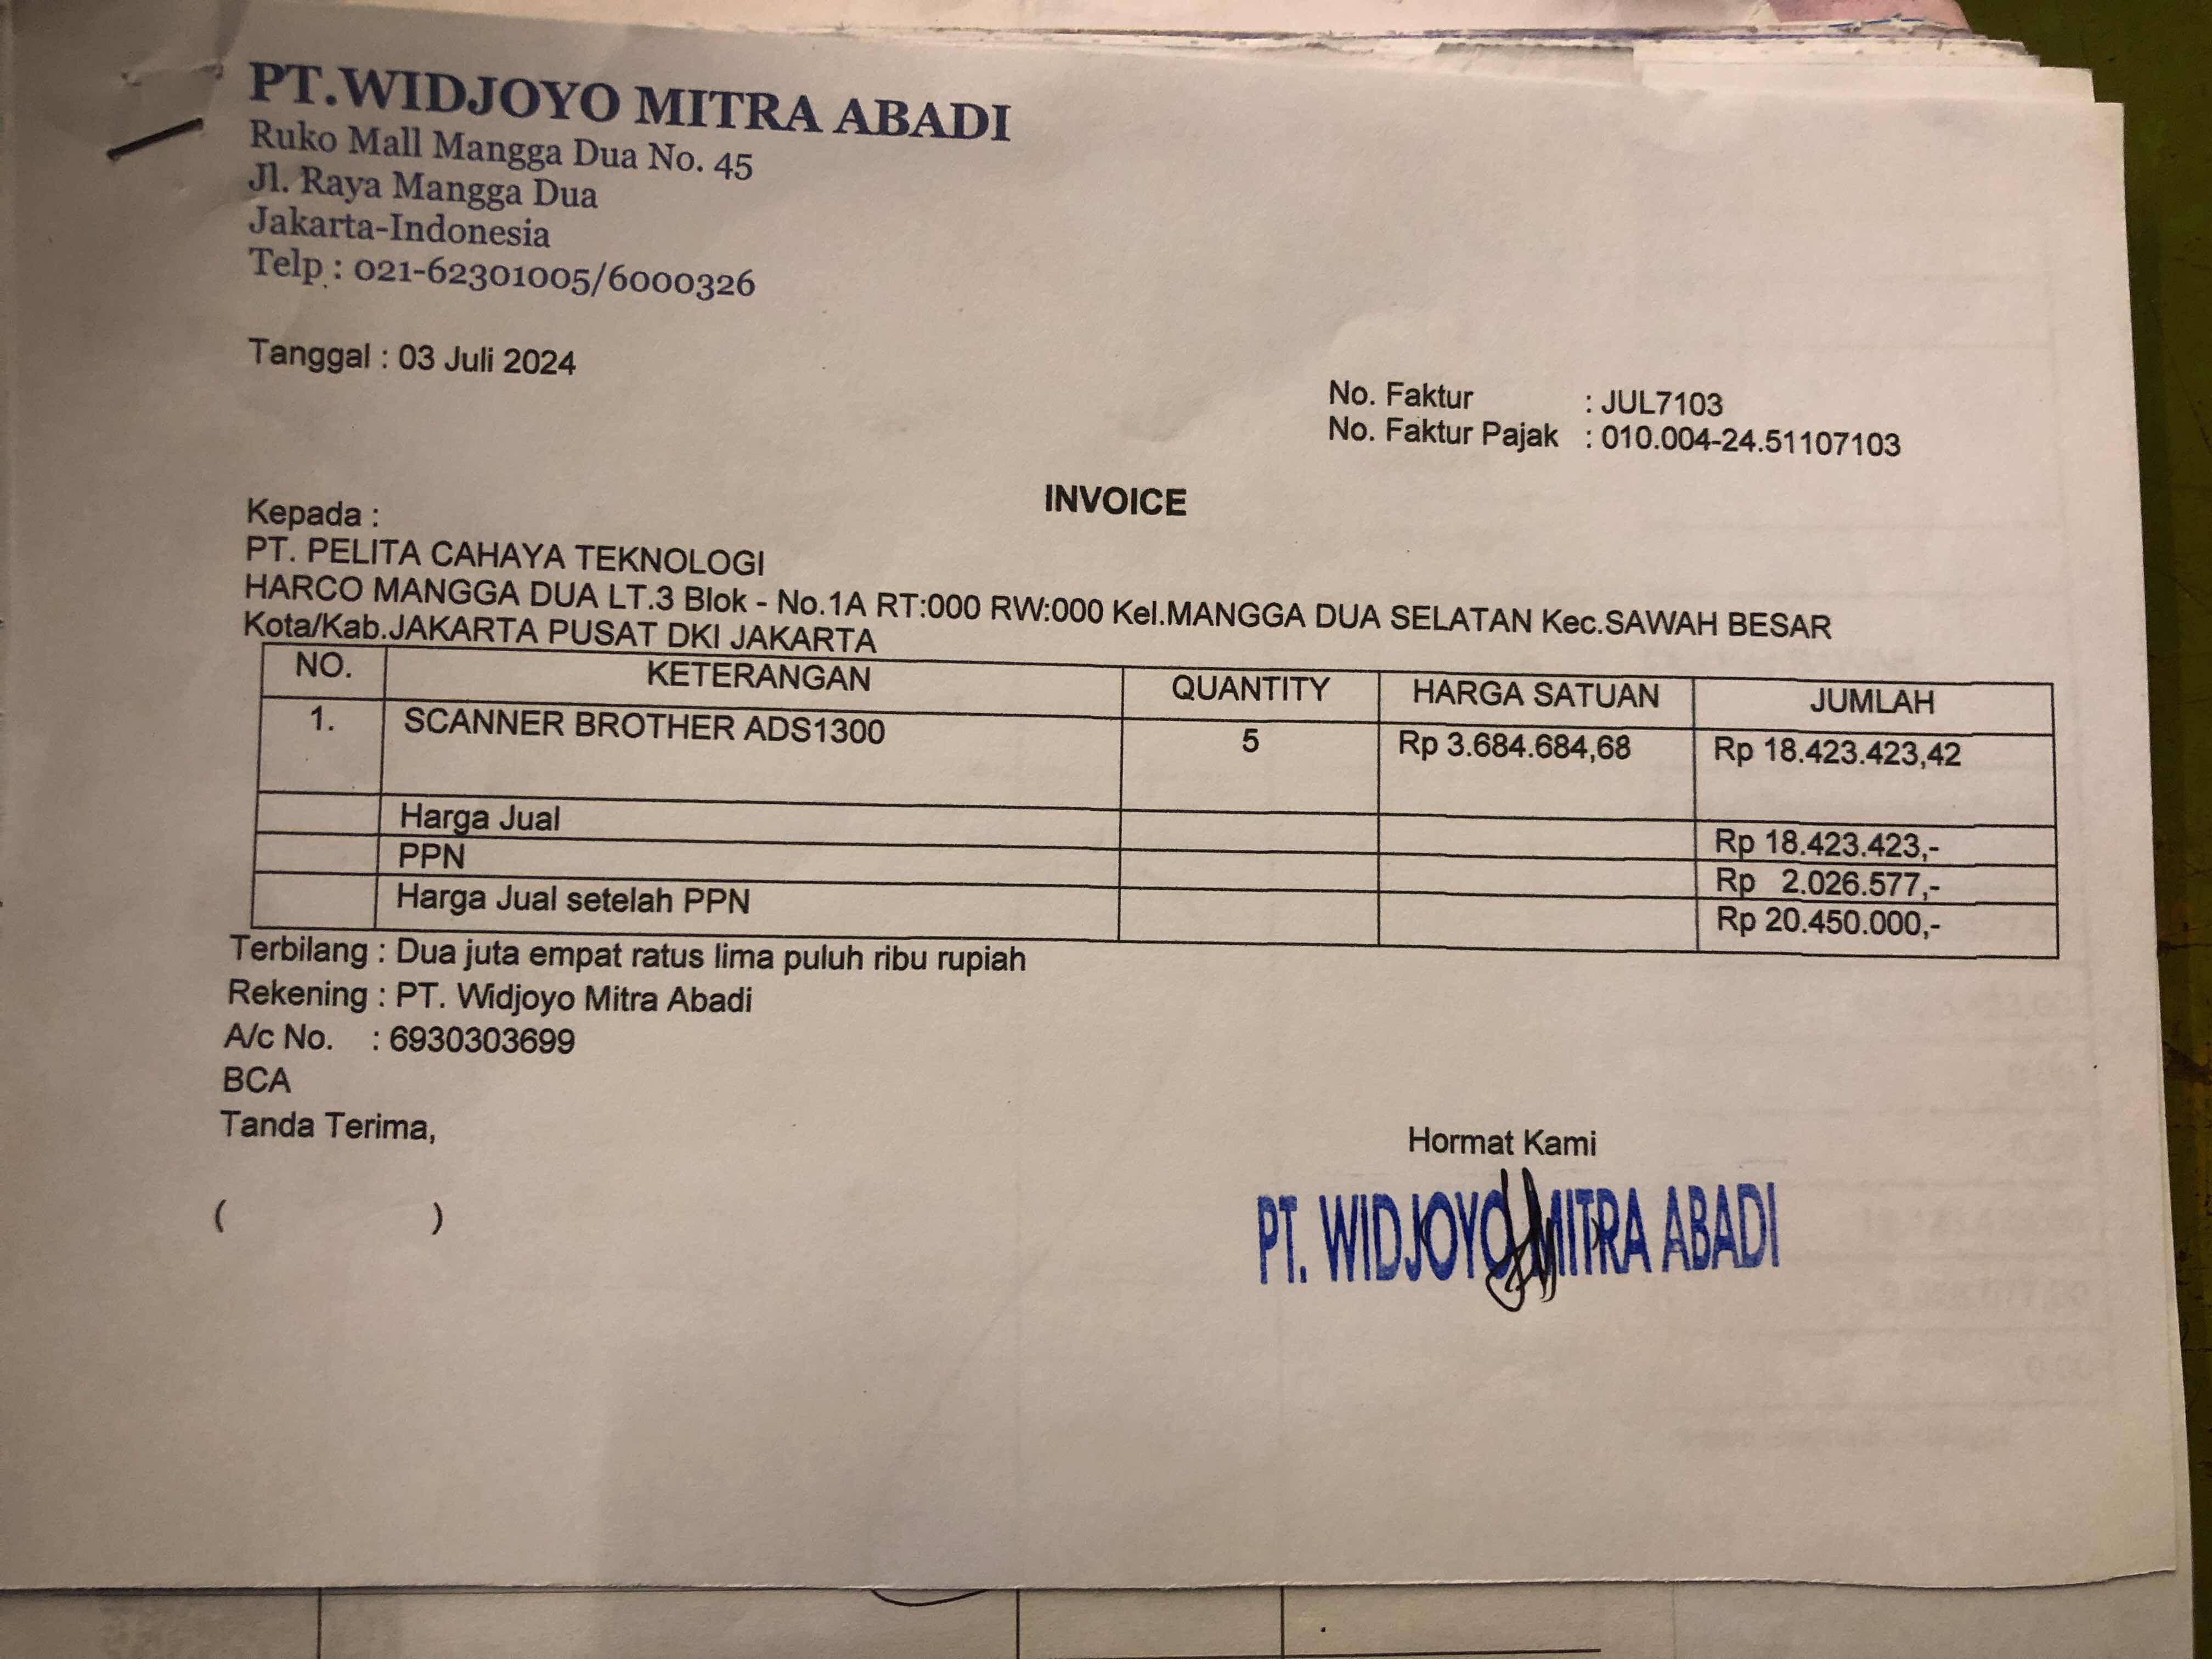 PT.WIDJOYO MITRA ABADI
Ruko Mall Mangga Dua No. 45
Jl. Raya Mangga Dua
Jakarta-Indonesia
Telp : 021-62301005/6000326
Tanggal : 03 Juli 2024
No. Faktur : JUL7103
No. Faktur Pajak : 010.004-24.51107103
INVOICE
Kepada :
PT. PELITA CAHAYA TEKNOLOGI
HARCO MANGGA DUA LT.3 Blok - No.1A RT:000 RW:000 Kel.MANGGA DUA SELATAN Kec.SAWAH BESAR
Kota/Kab.JAKARTA PUSAT DKI JAKARTA
NO. KETERANGAN QUANTITY HARGA SATUAN JUMLAH
1. SCANNER BROTHER ADS1300 5 Rp 3.684.684,68 Rp 18.423.423,42
Harga Jual Rp 18.423.423,-
PPN Rp 2.026.577,-
Harga Jual setelah PPN Rp 20.450.000,-
Terbilang : Dua juta empat ratus lima puluh ribu rupiah
Rekening : PT. Widjoyo Mitra Abadi
A/c No. : 6930303699
BCA
Tanda Terima,
Hormat Kami
( )
PT. WIDJOYO MITRA ABADI